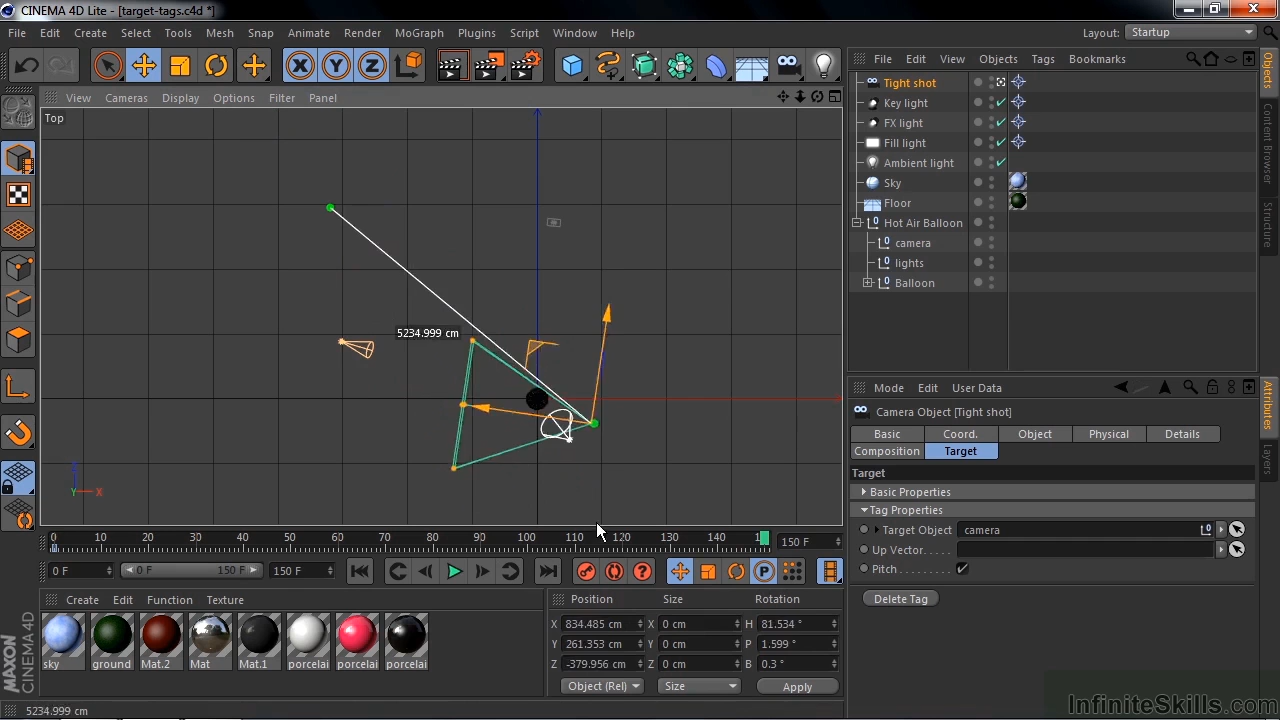 CINEMA 4D Lite - [target-tags.c4d *]
File Edit Create Select Tools Mesh Snap Animate Render MoGraph Plugins Script Window Help Layout: Startup
X Y Z
File Edit View Objects Tags Bookmarks
View Cameras Display Options Filter Panel
Top
Tight shot
Key light
FX light
Fill light
Ambient light
Sky
Floor
Hot Air Balloon
camera
lights
Balloon
Objects
Content Browser
Structure
5234.999 cm
Y X
Mode Edit User Data
Camera Object [Tight shot]
Basic Coord. Object Physical Details
Composition Target
Target
Basic Properties
Tag Properties
Target Object camera
Up Vector. . . . .
Pitch . . . . . . . . .
Delete Tag
Attributes
Layers
0 10 20 30 40 50 60 70 80 90 100 110 120 130 140 150 F
0 F 0 F 150 F 150 F
Create Edit Function Texture
sky ground Mat.2 Mat Mat.1 porcelai porcelai porcelai
Position Size Rotation
X 834.485 cm X 0 cm H 81.534 °
Y 261.353 cm Y 0 cm P 1.599 °
Z -379.956 cm Z 0 cm B 0.3 °
Object (Rel) Size Apply
MAXON CINEMA 4D
5234.999 cm
InfiniteSkills.com